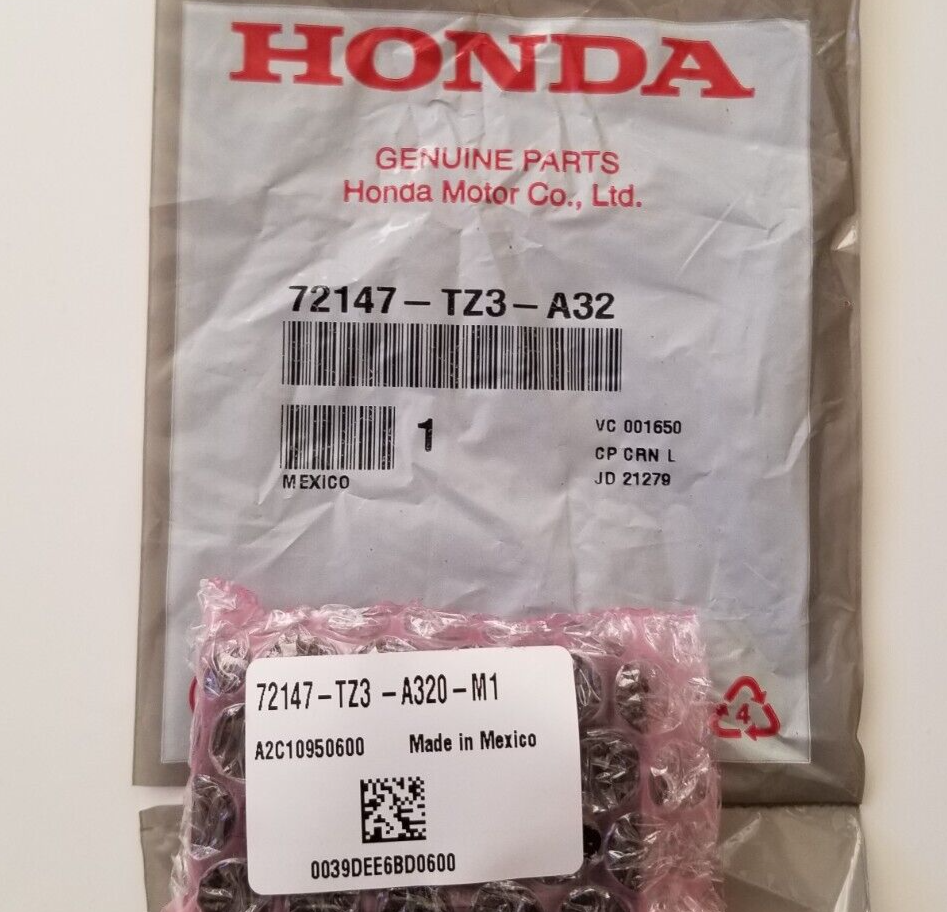 HONDA
GENUINE PARTS
Honda Motor Co., Ltd.
72147-TZ3-A32
1
MEXICO
VC 001650
CP CRN L
JD 21279
4
72147-TZ3 -A320-M1
A2C10950600 Made in Mexico
0039DEE6BD0600